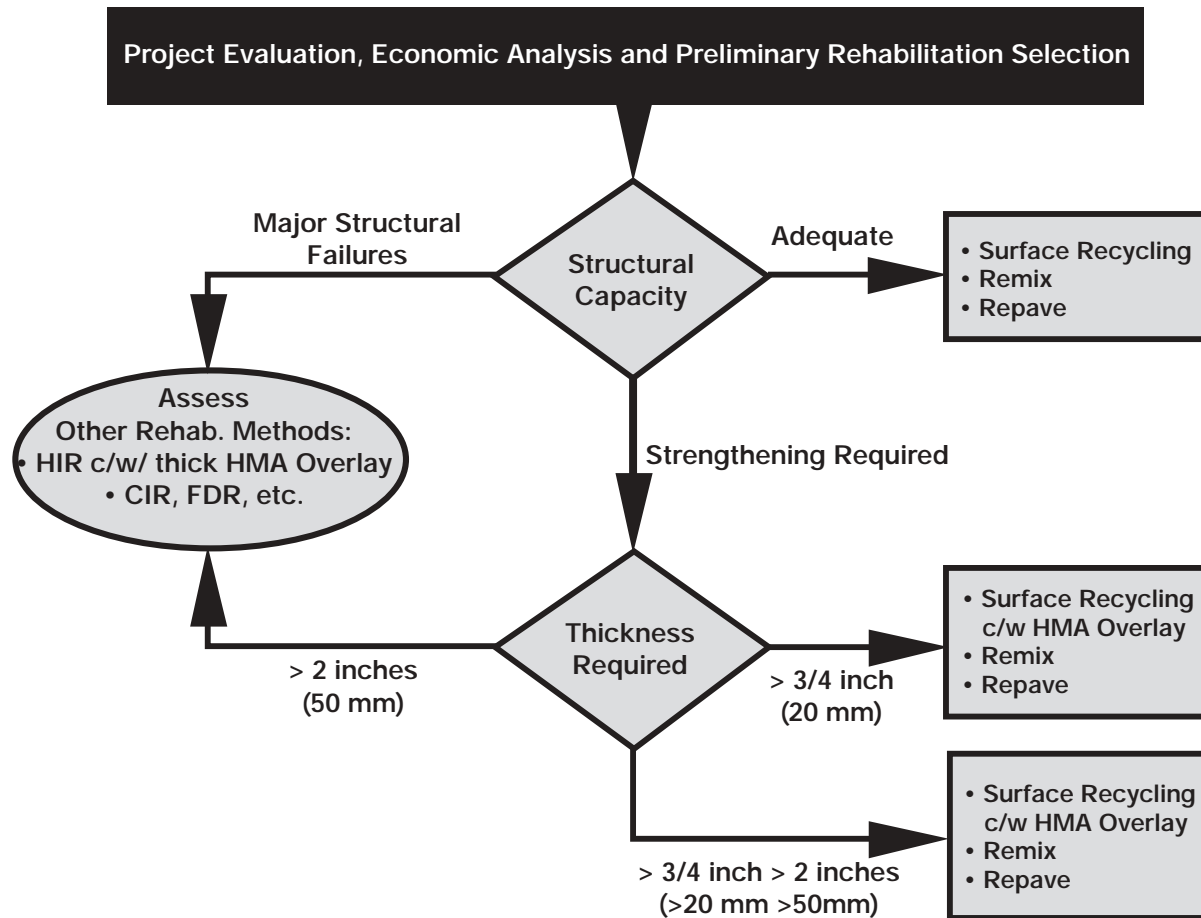 Project Evaluation, Economic Analysis and Preliminary Rehabilitation Selection
Major Structural
Failures
Structural
Capacity
Adequate
• Surface Recycling
• Remix
• Repave
Assess
Other Rehab. Methods:
• HIR c/w/ thick HMA Overlay
• CIR, FDR, etc.
Strengthening Required
Thickness
Required
> 2 inches
(50 mm)
> 3/4 inch
(20 mm)
• Surface Recycling
c/w HMA Overlay
• Remix
• Repave
> 3/4 inch > 2 inches
(>20 mm >50mm)
• Surface Recycling
c/w HMA Overlay
• Remix
• Repave